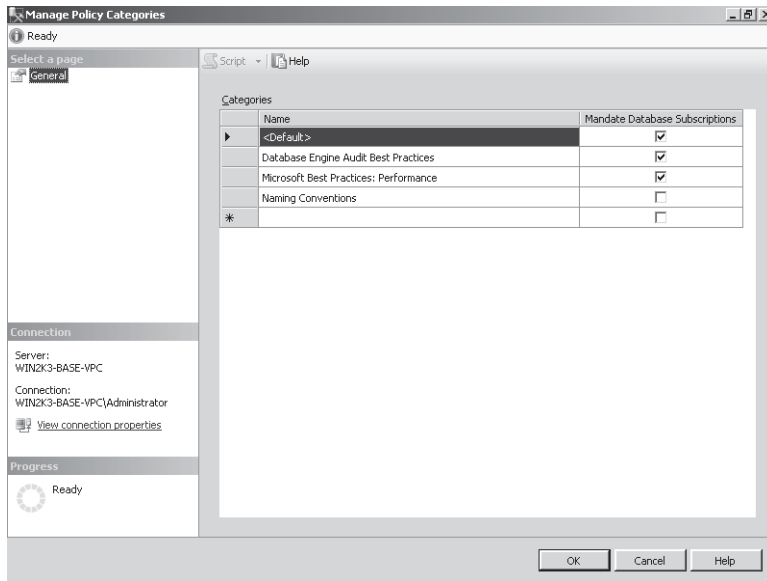 Manage Policy Categories
Ready
Select a page
General
Script
Help
Categories
Name
Mandate Database Subscriptions
<Default>
Database Engine Audit Best Practices
Microsoft Best Practices: Performance
Naming Conventions
*
Connection
Server:
WIN2K3-BASE-VPC
Connection:
WIN2K3-BASE-VPC\Administrator
View connection properties
Progress
Ready
OK
Cancel
Help